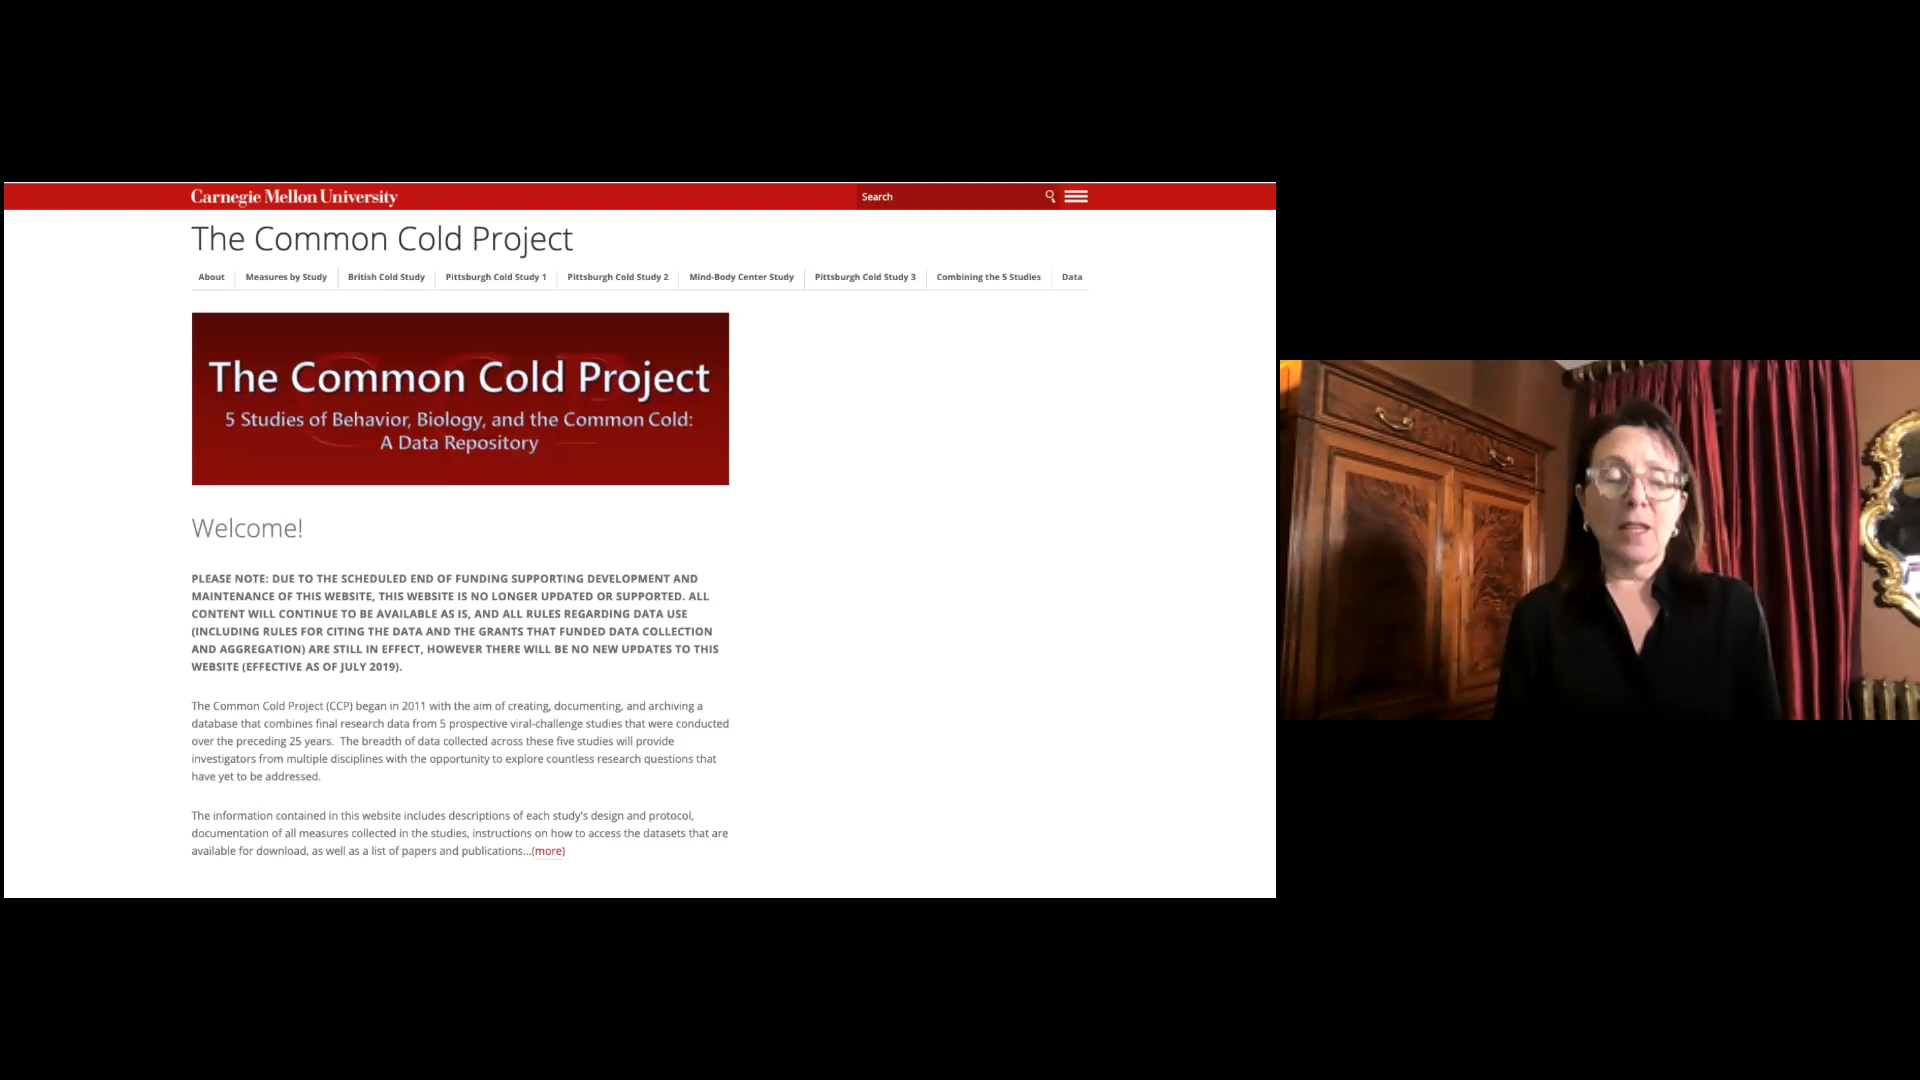 Carnegie Mellon University
Search
The Common Cold Project
About
Measures by Study
British Cold Study
Pittsburgh Cold Study 1
Pittsburgh Cold Study 2
Mind-Body Center Study
Pittsburgh Cold Study 3
Combining the 5 Studies
Data
The Common Cold Project
5 Studies of Behavior, Biology, and the Common Cold:
A Data Repository
Welcome!
PLEASE NOTE: DUE TO THE SCHEDULED END OF FUNDING SUPPORTING DEVELOPMENT AND
MAINTENANCE OF THIS WEBSITE, THIS WEBSITE IS NO LONGER UPDATED OR SUPPORTED. ALL
CONTENT WILL CONTINUE TO BE AVAILABLE AS IS, AND ALL RULES REGARDING DATA USE
(INCLUDING RULES FOR CITING THE DATA AND THE GRANTS THAT FUNDED DATA COLLECTION
AND AGGREGATION) ARE STILL IN EFFECT, HOWEVER THERE WILL BE NO NEW UPDATES TO THIS
WEBSITE (EFFECTIVE AS OF JULY 2019).
The Common Cold Project (CCP) began in 2011 with the aim of creating, documenting, and archiving a
database that combines final research data from 5 prospective viral-challenge studies that were conducted
over the preceding 25 years.  The breadth of data collected across these five studies will provide
investigators from multiple disciplines with the opportunity to explore countless research questions that
have yet to be addressed.
The information contained in this website includes descriptions of each study's design and protocol,
documentation of all measures collected in the studies, instructions on how to access the datasets that are
available for download, as well as a list of papers and publications...(more)